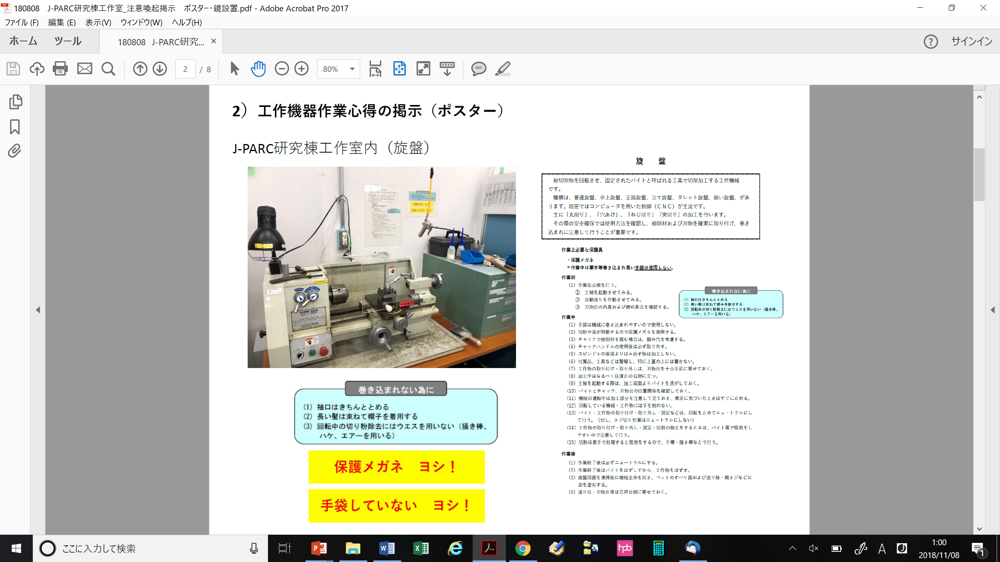 180808　J-PARC研究棟工作室_注意喚起掲示　ポスター・鏡設置.pdf - Adobe Acrobat Pro 2017
ファイル (F)　編集 (E)　表示(V)　ウィンドウ(W)　ヘルプ(H)
ホーム　ツール　180808　J-PARC研究...　サインイン
2 / 8　80%
2）工作機器作業心得の掲示（ポスター）
J-PARC研究棟工作室内（旋盤）
COSMO KIKAI
L-3500
手袋厳禁
保護メガネ　ヨシ！
手袋していない　ヨシ！
巻き込まれない為に
(1) 袖口はきちんととめる
(2) 長い髪は束ねて帽子を着用する
(3) 回転中の切り粉除去にはウエスを用いない（掻き棒、
ハケ、エアーを用いる）
保護メガネ　ヨシ！
手袋していない　ヨシ！
旋　盤
被切削物を回転させ、固定されたバイトと呼ばれる工具で切削加工する工作機械
です。
種類は、普通旋盤、卓上旋盤、正面旋盤、立て旋盤、タレット旋盤、倣い旋盤、があ
ります。現在ではコンピュータを用いた制御（ＣＮＣ）が主流です。
主に「丸削り」、「穴あけ」、「ねじ切り」「突切り」の加工を行います。
その際の安全確保では使用方法を確認し、被削材および刃物を確実に取り付け、巻き
込まれに注意して行うことが重要です。
作業上必要な保護具
・保護メガネ
＊作業中は軍手等巻き込まれ易い手袋は使用しない。
作業前
(1) 作業前点検を行う。
① 主軸を起動させてみる。
② 自動送りを作動させてみる。
③ 刃物台の角度および締め具合を確認する。
巻き込まれない為に
(1) 袖口はきちんととめる
(2) 長い髪は束ねて帽子を着用する
(3) 回転中の切り粉除去にはウエスを用いない（掻き棒、
ハケ、エアーを用いる）
作業中
(1) 手袋は機械に巻き込まれやすいので使用しない。
(2) 切粉や油が飛散するので保護メガネを使用する。
(3) チャックで被削材を掴む場合は、掴み代を考慮する。
(4) チャックハンドルの使用後は必ず取り外す。
(5) スピンドルの後端よりはみ出す物は加工しない。
(6) 付属品、工具などは整頓し、特に上蓋の上には置かない。
(7) 工作物の取り付け・取り外しは、刃物台を十分手前に寄せておく。
(8) 加工中はなるべく往復台の右側に立つ。
(9) 主軸を起動する際は、加工端面よりバイトを逃がしておく。
(10) バイトとチャック、刃物台の位置関係を確認しておく。
(11) 機械の運転中は加工部分を注意して見ておき、異常に気づいたときはすぐに止める。
(12) 回転している機械・工作物には手を触れない。
(13) バイト・工作物の取り付け・取り外し・測定などは、回転を止めてニュートラルにし
て行う。（但し、ネジ切り作業はニュートラルにしない）
(14) 工作物の取り付け・取り外し・測定・切粉の除去をするときは、バイト等で怪我をし
やすいので注意して行う。
(15) 切粉は素手で処理すると怪我をするので、手箒・掻き棒などで行う。
作業後
(1) 作業終了後は必ずニュートラルにする。
(2) 作業終了後はバイトをはずしてから、工作物をはずす。
(3) 旋盤周囲を清掃後に機械全体を拭き、ベットのすべり面および送り軸・親ネジなどに
油を塗布する。
(4) 送り台・刃物台等は芯押台側に寄せておく。
ここに入力して検索
hpb
A
1:00
2018/11/08
1